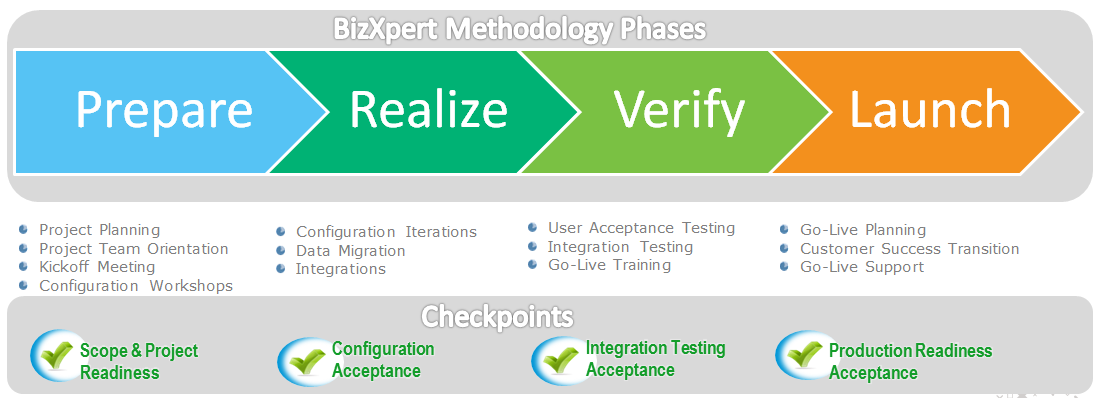 BizXpert Methodology Phases
Prepare
Realize
Verify
Launch
Project Planning
Project Team Orientation
Kickoff Meeting
Configuration Workshops
Configuration Iterations
Data Migration
Integrations
User Acceptance Testing
Integration Testing
Go-Live Training
Go-Live Planning
Customer Success Transition
Go-Live Support
Checkpoints
Scope & Project
Readiness
Configuration
Acceptance
Integration Testing
Acceptance
Production Readiness
Acceptance